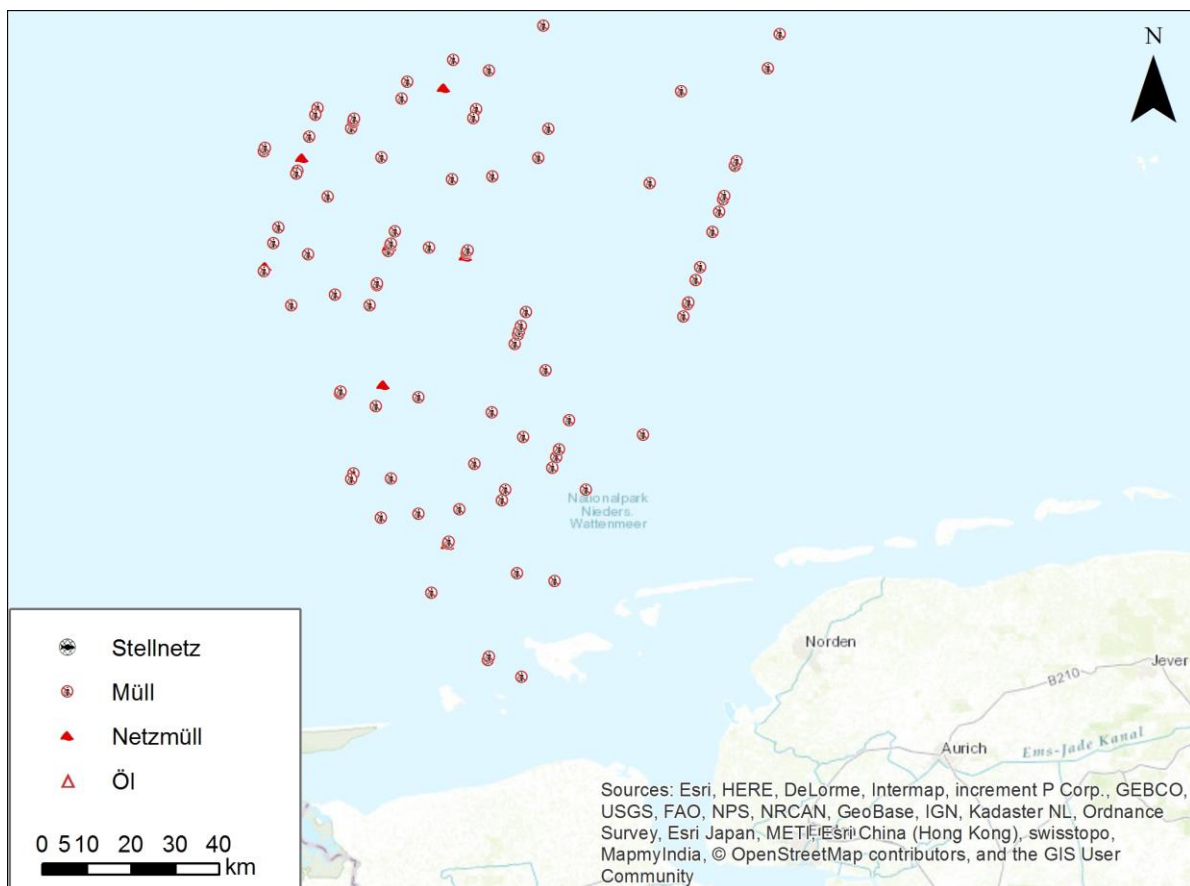 N
Nationalpark
Nieders.
Wattenmeer
Norden
Jever
B210
Aurich
Ems-Jade Kanal
Stellnetz
Müll
Netzmüll
Öl
0 5 10 20 30 40
km
Sources: Esri, HERE, DeLorme, Intermap, increment P Corp., GEBCO,
USGS, FAO, NPS, NRCAN, GeoBase, IGN, Kadaster NL, Ordnance
Survey, Esri Japan, METI, Esri China (Hong Kong), swisstopo,
MapmyIndia, © OpenStreetMap contributors, and the GIS User
Community